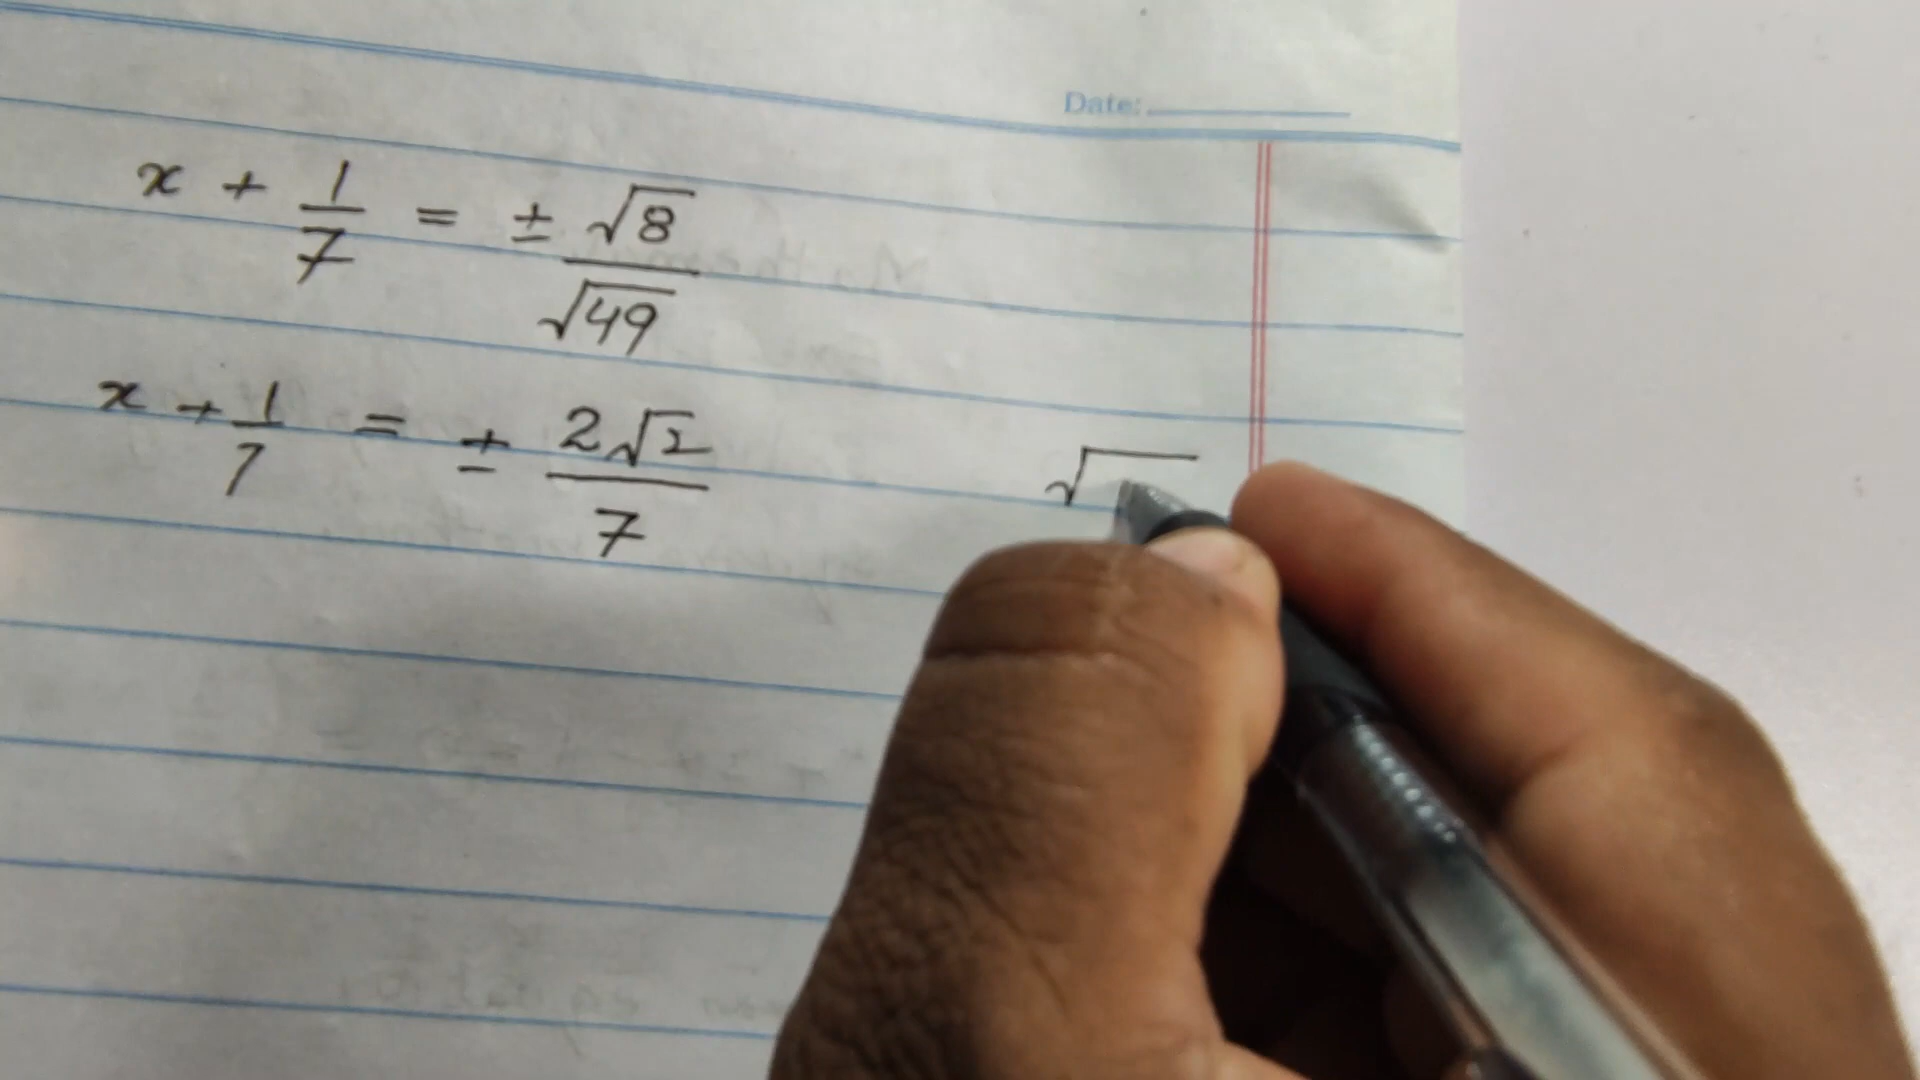 Date:
x + 1/7 = ± √8/√49
x + 1/7 = ± 2√2/7
√